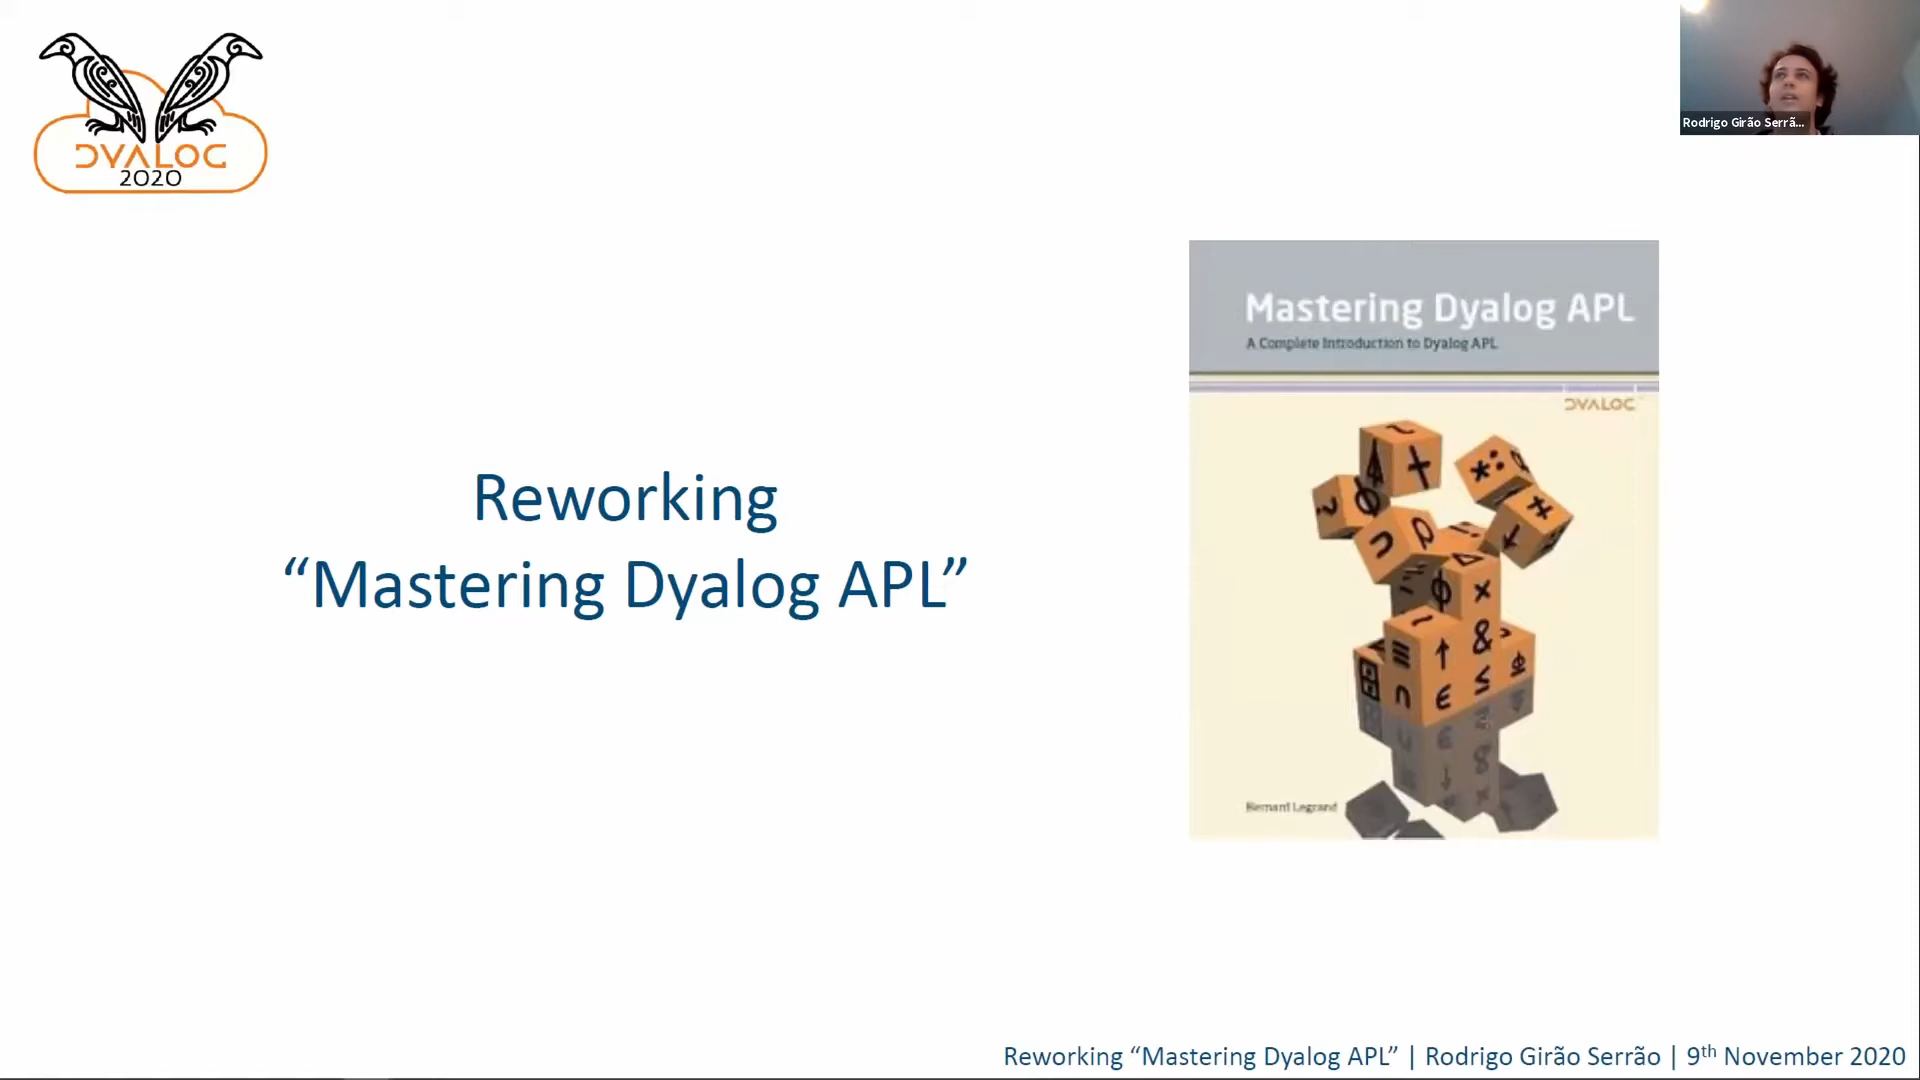 DYALOG
2020
Rodrigo Girão Serrã...
Mastering Dyalog APL
A Complete Introduction to Dyalog APL
DYALOG
Reworking
“Mastering Dyalog APL”
Bernard Legrand
Reworking “Mastering Dyalog APL” | Rodrigo Girão Serrão | 9th November 2020